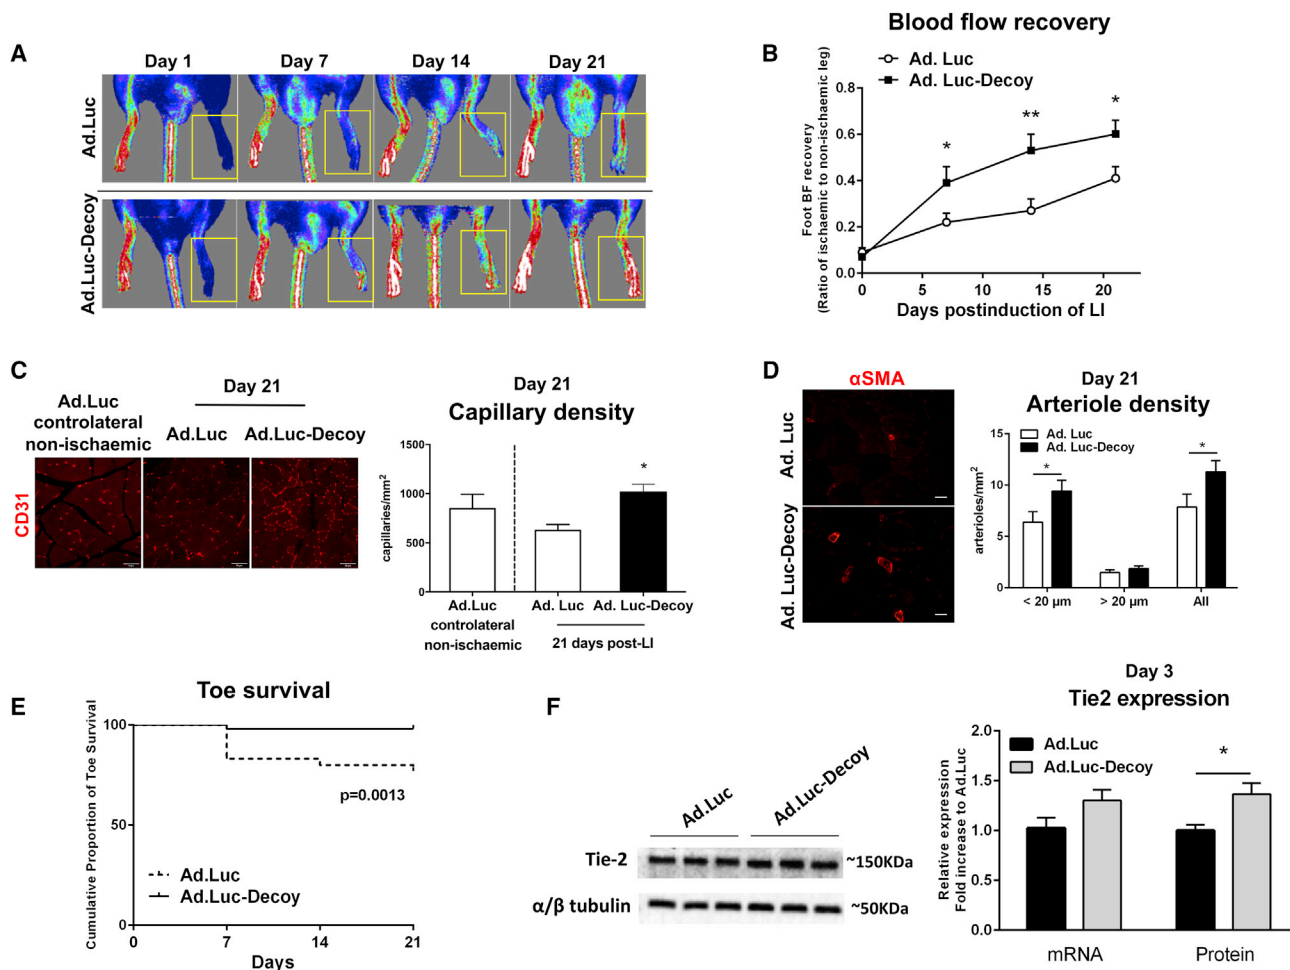 A
Day 1
Day 7
Day 14
Day 21
Ad.Luc
Ad.Luc-Decoy
B
Blood flow recovery
Ad. Luc
Ad. Luc-Decoy
Foot BF recovery
(Ratio of ischaemic to non-ischaemic leg)
0.8
0.6
0.4
0.2
0.0
*
**
*
0
5
10
15
20
Days postinduction of LI
C
Day 21
Ad.Luc
controlateral
non-ischaemic
Ad.Luc
Ad.Luc-Decoy
CD31
Day 21
Capillary density
capillaries/mm2
1500
1000
500
0
*
Ad.Luc
controlateral
non-ischaemic
Ad. Luc
Ad. Luc-Decoy
21 days post-LI
D
αSMA
Ad. Luc
Ad. Luc-Decoy
Day 21
Arteriole density
Ad. Luc
Ad. Luc-Decoy
arterioles/mm2
15
10
5
0
*
*
< 20 µm
> 20 µm
All
E
Toe survival
Cumulative Proportion of Toe Survival
100
50
0
p=0.0013
Ad.Luc
Ad.Luc-Decoy
0
7
14
21
Days
F
Ad.Luc
Ad.Luc-Decoy
Tie-2
~150KDa
α/β tubulin
~50KDa
Day 3
Tie2 expression
Ad.Luc
Ad.Luc-Decoy
Relative expression
Fold increase to Ad.Luc
2.0
1.5
1.0
0.5
0.0
*
mRNA
Protein